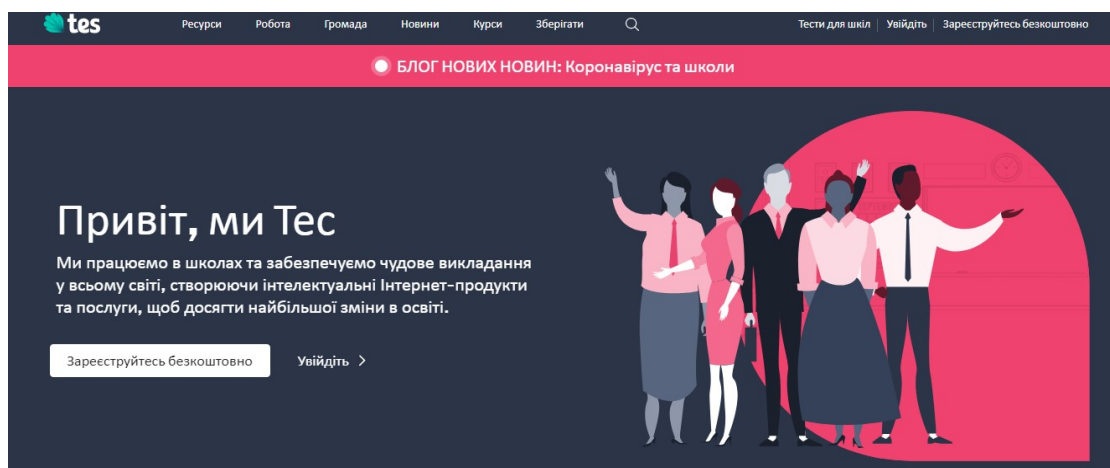 tes Ресурси Робота Громада Новини Курси Зберігати Тести для шкіл Увійдіть Зареєструйтесь безкоштовно
БЛОГ НОВИХ НОВИН: Коронавірус та школи
Привіт, ми Тес
Ми працюємо в школах та забезпечуємо чудове викладання
у всьому світі, створюючи інтелектуальні Інтернет-продукти
та послуги, щоб досягти найбільшої зміни в освіті.
Зареєструйтесь безкоштовно Увійдіть >